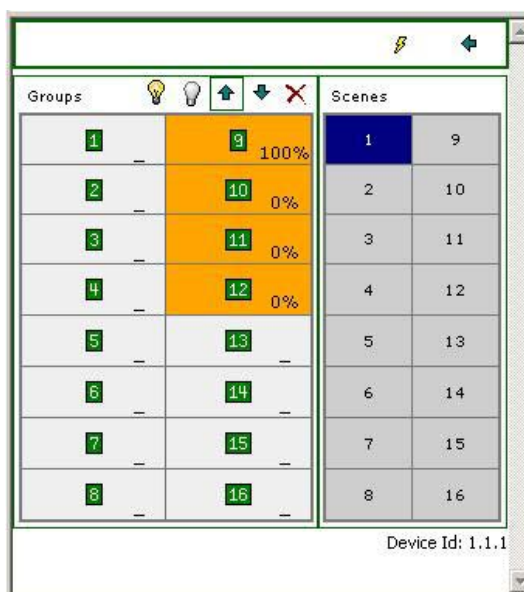 Groups Scenes
1 _ 9 100% 1 9
2 _ 10 0% 2 10
3 _ 11 0% 3 11
4 _ 12 0% 4 12
5 _ 13 _ 5 13
6 _ 14 _ 6 14
7 _ 15 _ 7 15
8 _ 16 _ 8 16
Device Id: 1.1.1